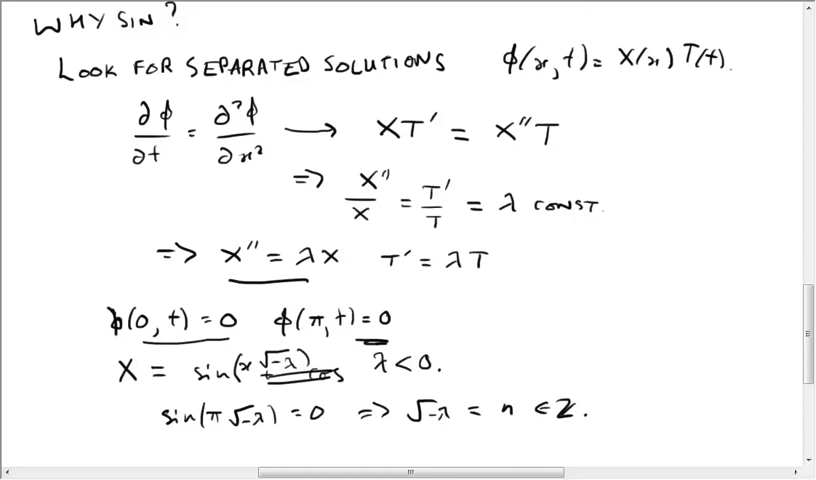 WHY SIN?
LOOK FOR SEPARATED SOLUTIONS ϕ(x,t) = X(x) T(t).
∂ϕ/∂t = ∂²ϕ/∂x² ⟶ XT' = X''T
=> X''/X = T'/T = λ CONST.
=> X'' = λX T' = λT
ϕ(0,t) = 0 ϕ(π,t) = 0
X = sin(x√-λ) λ < 0.
sin(π√-λ) = 0 => √-λ = n ∈ ℤ.